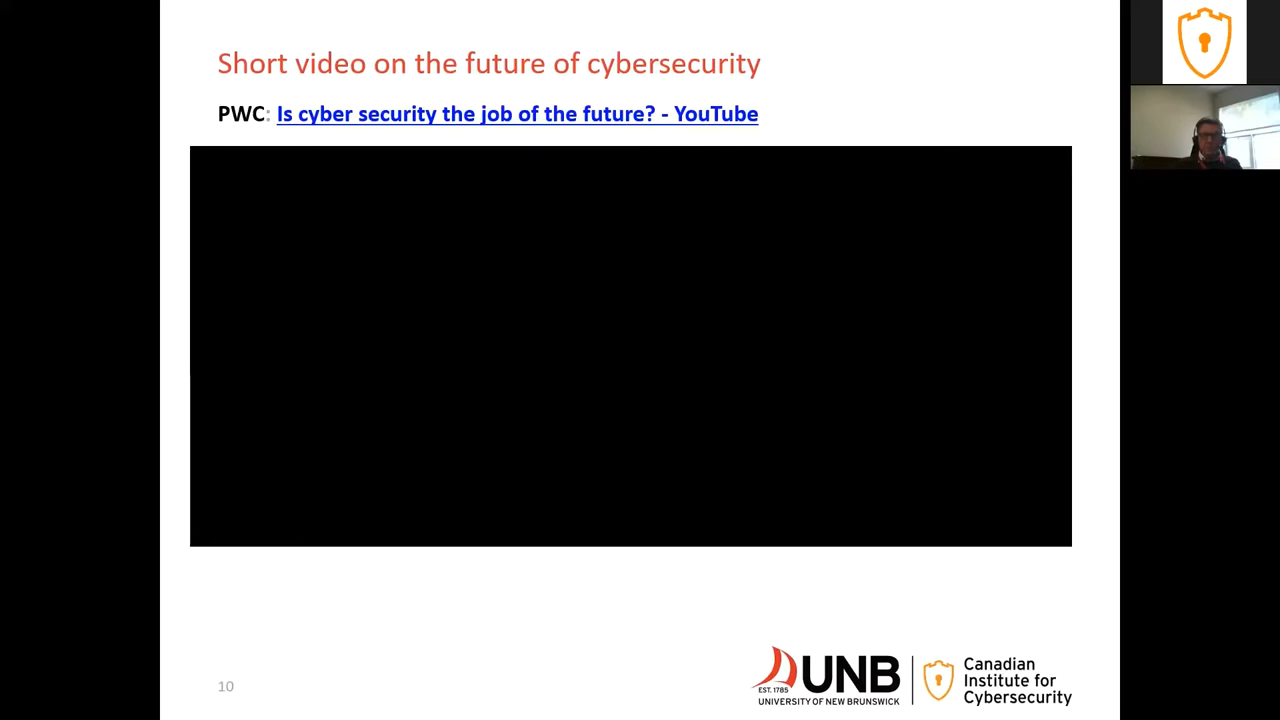 Short video on the future of cybersecurity
PWC: Is cyber security the job of the future? - YouTube
10
EST. 1785
UNB
UNIVERSITY OF NEW BRUNSWICK
Canadian
Institute for
Cybersecurity